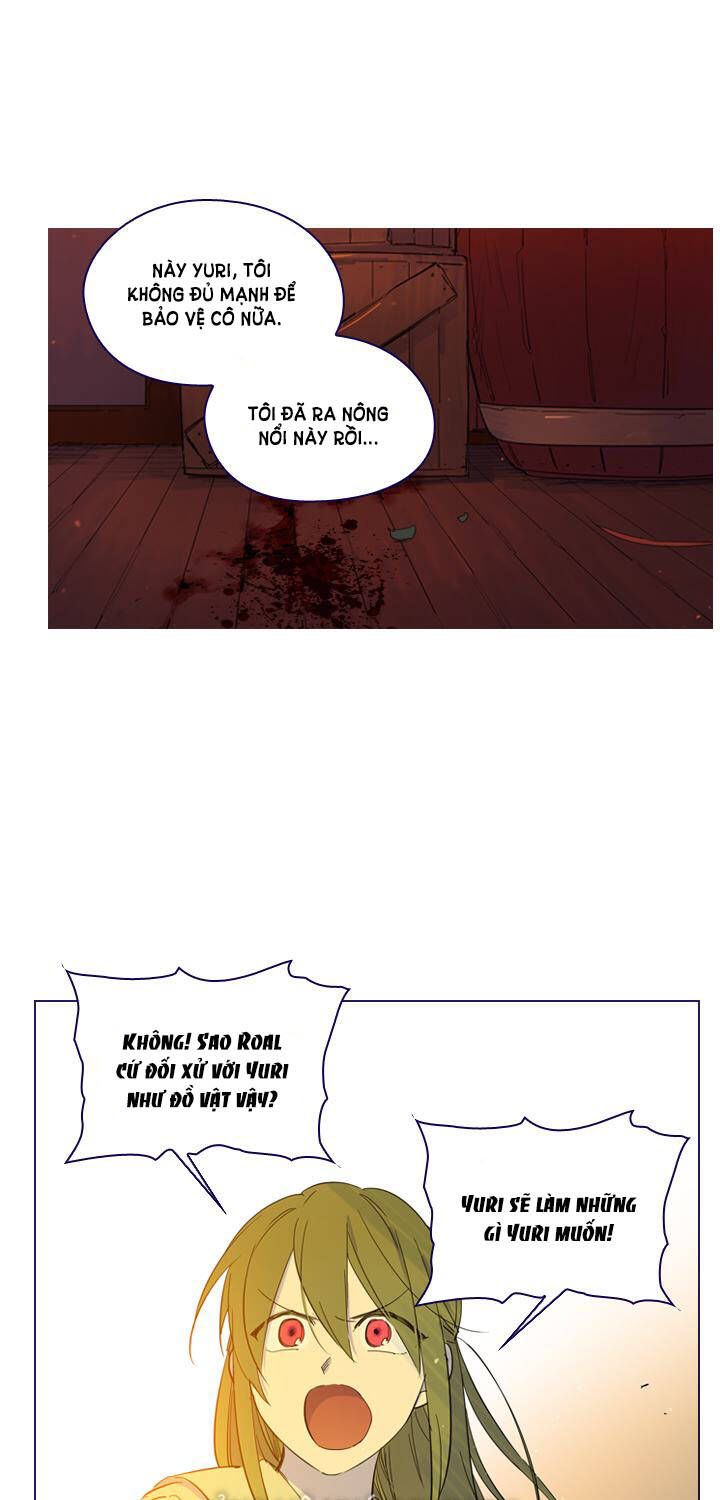 NÀY YURI, TÔI
KHÔNG ĐỦ MẠNH ĐỂ
BẢO VỆ CÔ NỮA.
TÔI ĐÃ RA NÔNG
NỔI NÀY RỒI...
KHÔNG! SAO ROAL
CỨ ĐỐI XỬ VỚI YURI
NHƯ ĐỒ VẬT VẬY?
YURI SẼ LÀM NHỮNG
GÌ YURI MUỐN!